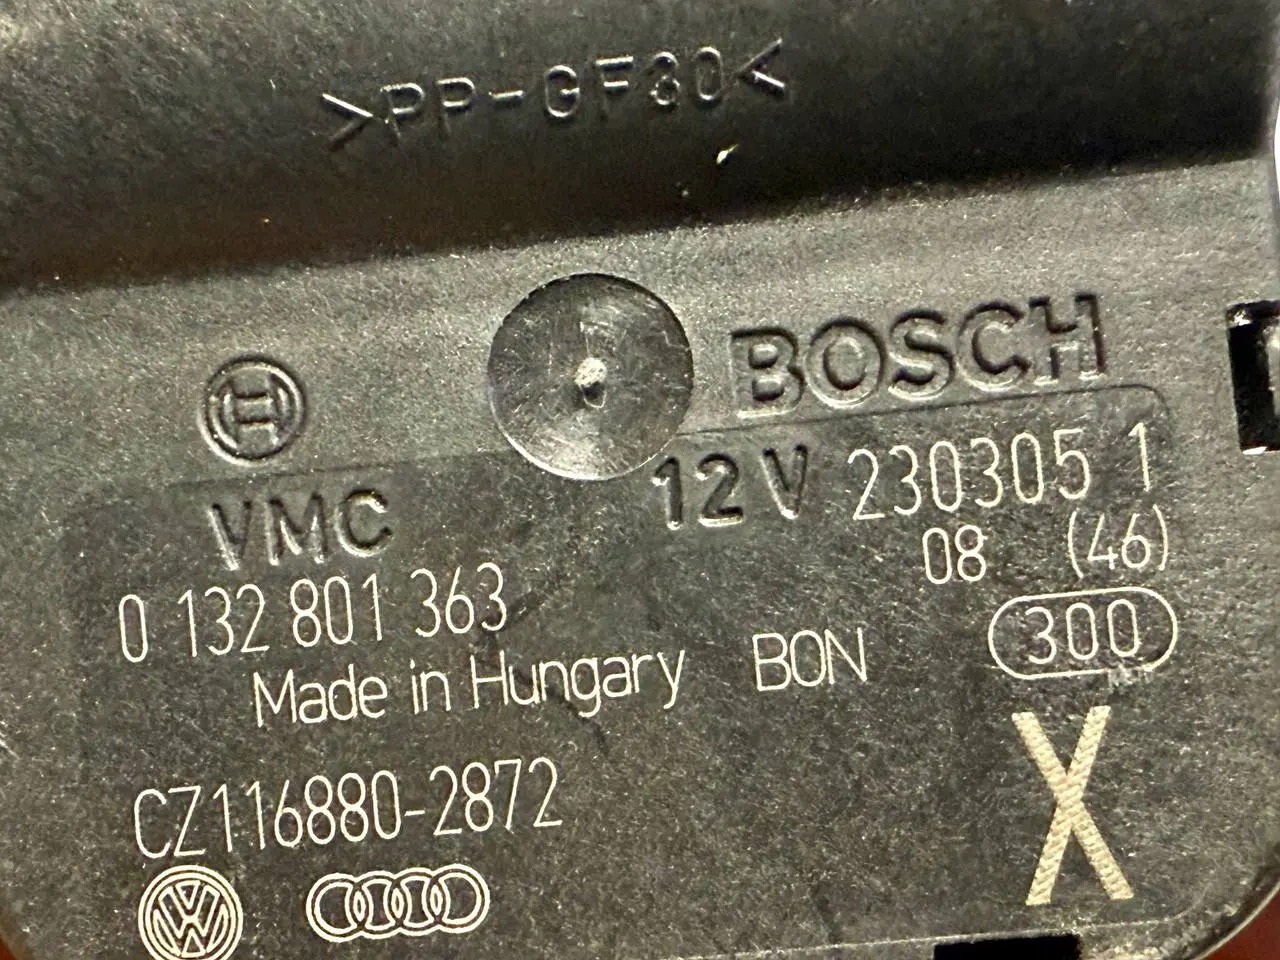 >PP-GF30<
BOSCH
VMC 12V 230305 1
08 (46)
0 132 801 363
300
Made in Hungary BON
X
CZ116880-2872